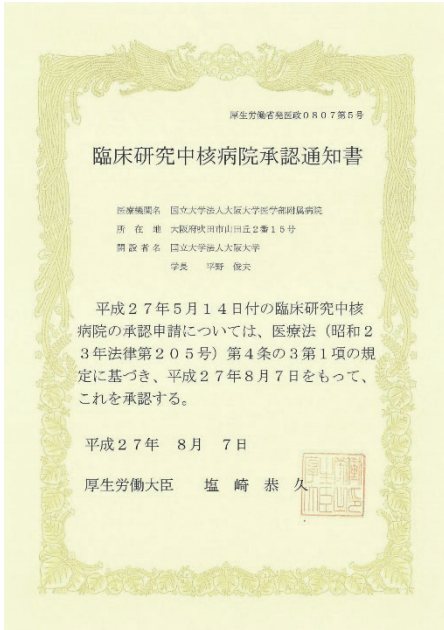 厚生労働省発医政0807第5号
臨床研究中核病院承認通知書
医療機関名 国立大学法人大阪大学医学部附属病院
所在地 大阪府吹田市山田丘2番15号
開設者名 国立大学法人大阪大学
学長 平野 俊夫
平成27年5月14日付の臨床研究中核
病院の承認申請については、医療法(昭和2
3年法律第205号)第4条の3第1項の規
定に基づき、平成27年8月7日をもって、
これを承認する。
平成27年 8月 7日
厚生労働大臣 塩崎恭久